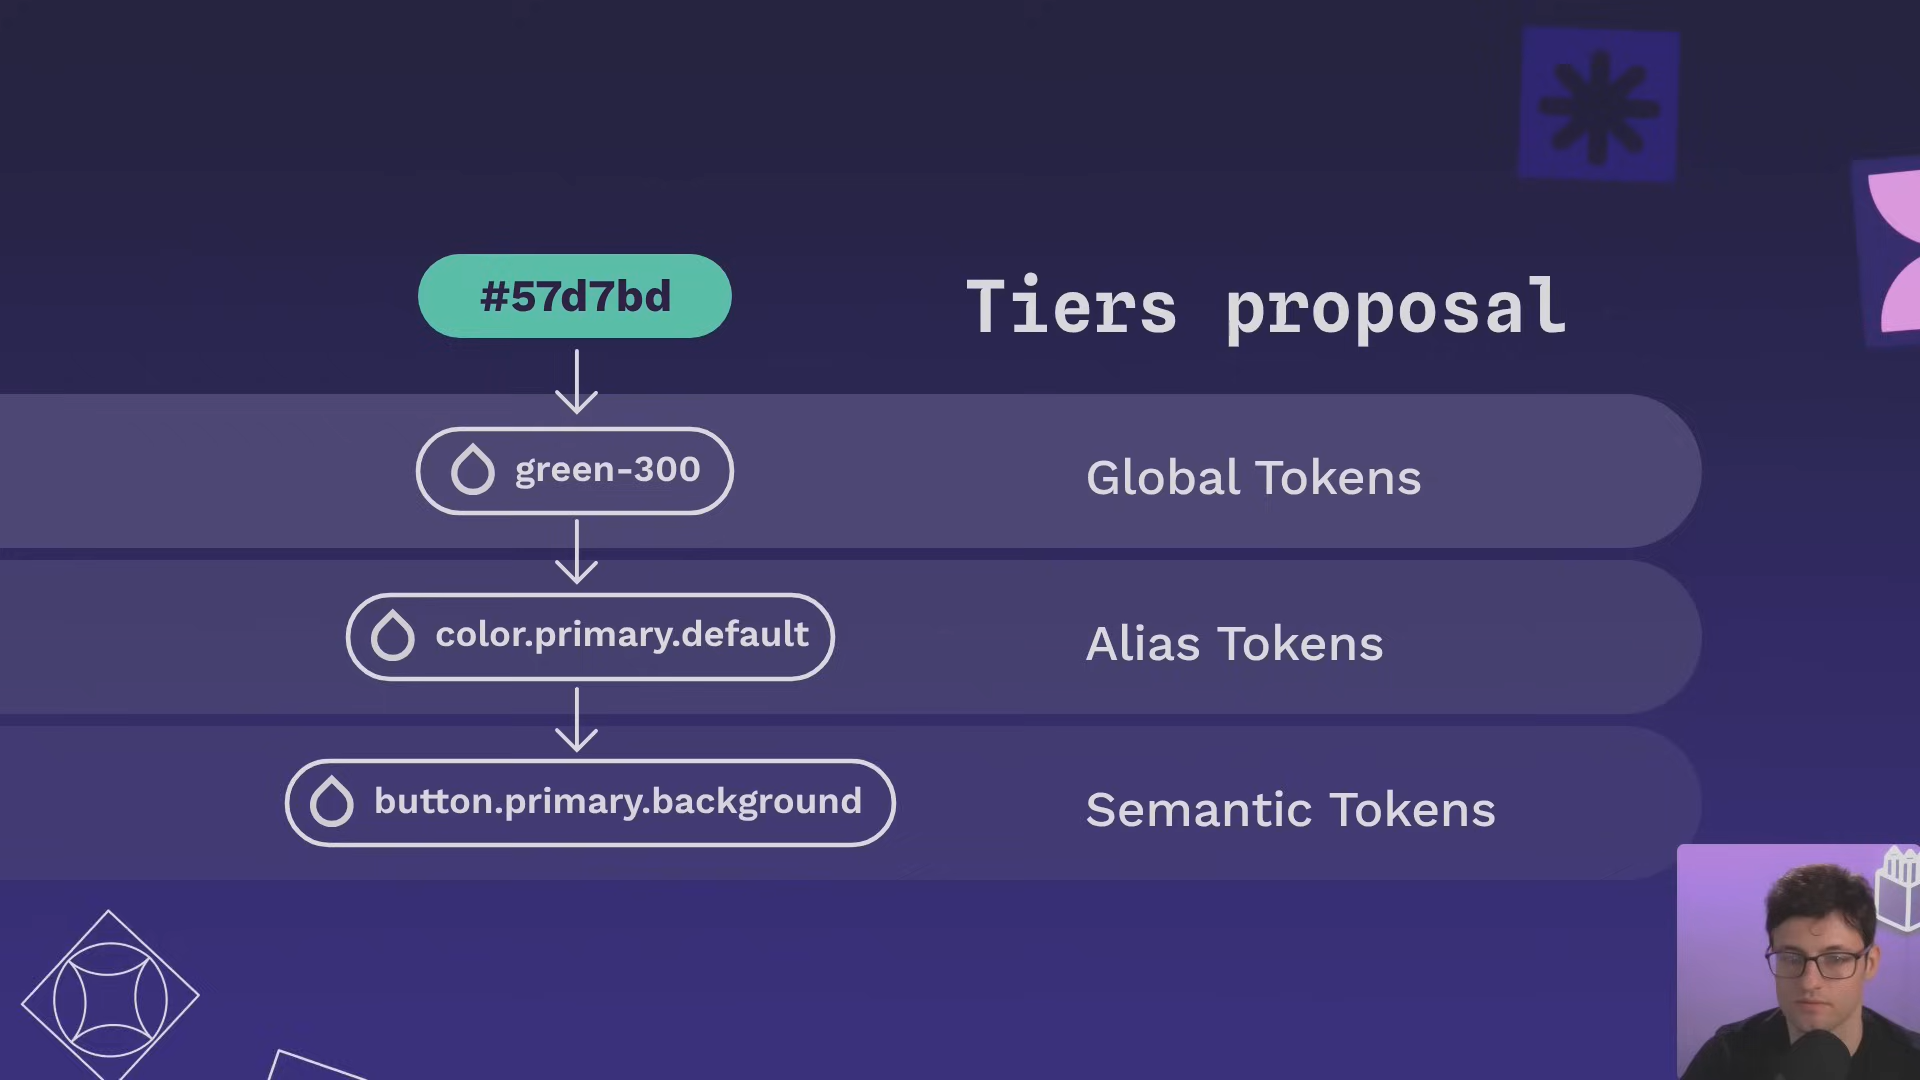 #57d7bd
Tiers proposal
green-300
Global Tokens
color.primary.default
Alias Tokens
button.primary.background
Semantic Tokens